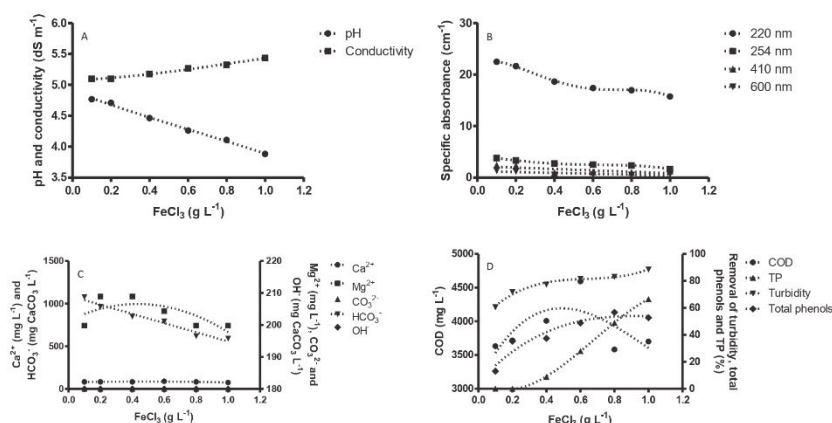 A
pH and conductivity (dS m⁻¹)
6.0
5.5
5.0
4.5
4.0
3.5
0.0 0.2 0.4 0.6 0.8 1.0 1.2
FeCl₃ (g L⁻¹)
pH
Conductivity
B
Specific absorbance (cm⁻¹)
30
20
10
0
0.0 0.2 0.4 0.6 0.8 1.0 1.2
FeCl₃ (g L⁻¹)
220 nm
254 nm
410 nm
600 nm
C
Ca²⁺ (mg L⁻¹) and
HCO₃⁻ (mg CaCO₃ L⁻¹)
1500
1000
500
0
0.0 0.2 0.4 0.6 0.8 1.0 1.2
FeCl₃ (g L⁻¹)
220
210
200
190
180
Mg²⁺ (mg L⁻¹), CO₃²⁻ and
OH⁻ (mg CaCO₃ L⁻¹)
Ca²⁺
Mg²⁺
CO₃²⁻
HCO₃⁻
OH⁻
D
COD (mg L⁻¹)
5000
4500
4000
3500
3000
0.0 0.2 0.4 0.6 0.8 1.0 1.2
FeCl₃ (g L⁻¹)
100
80
60
40
20
0
Removal of turbidity, total
phenols and TP (%)
COD
TP
Turbidity
Total phenols